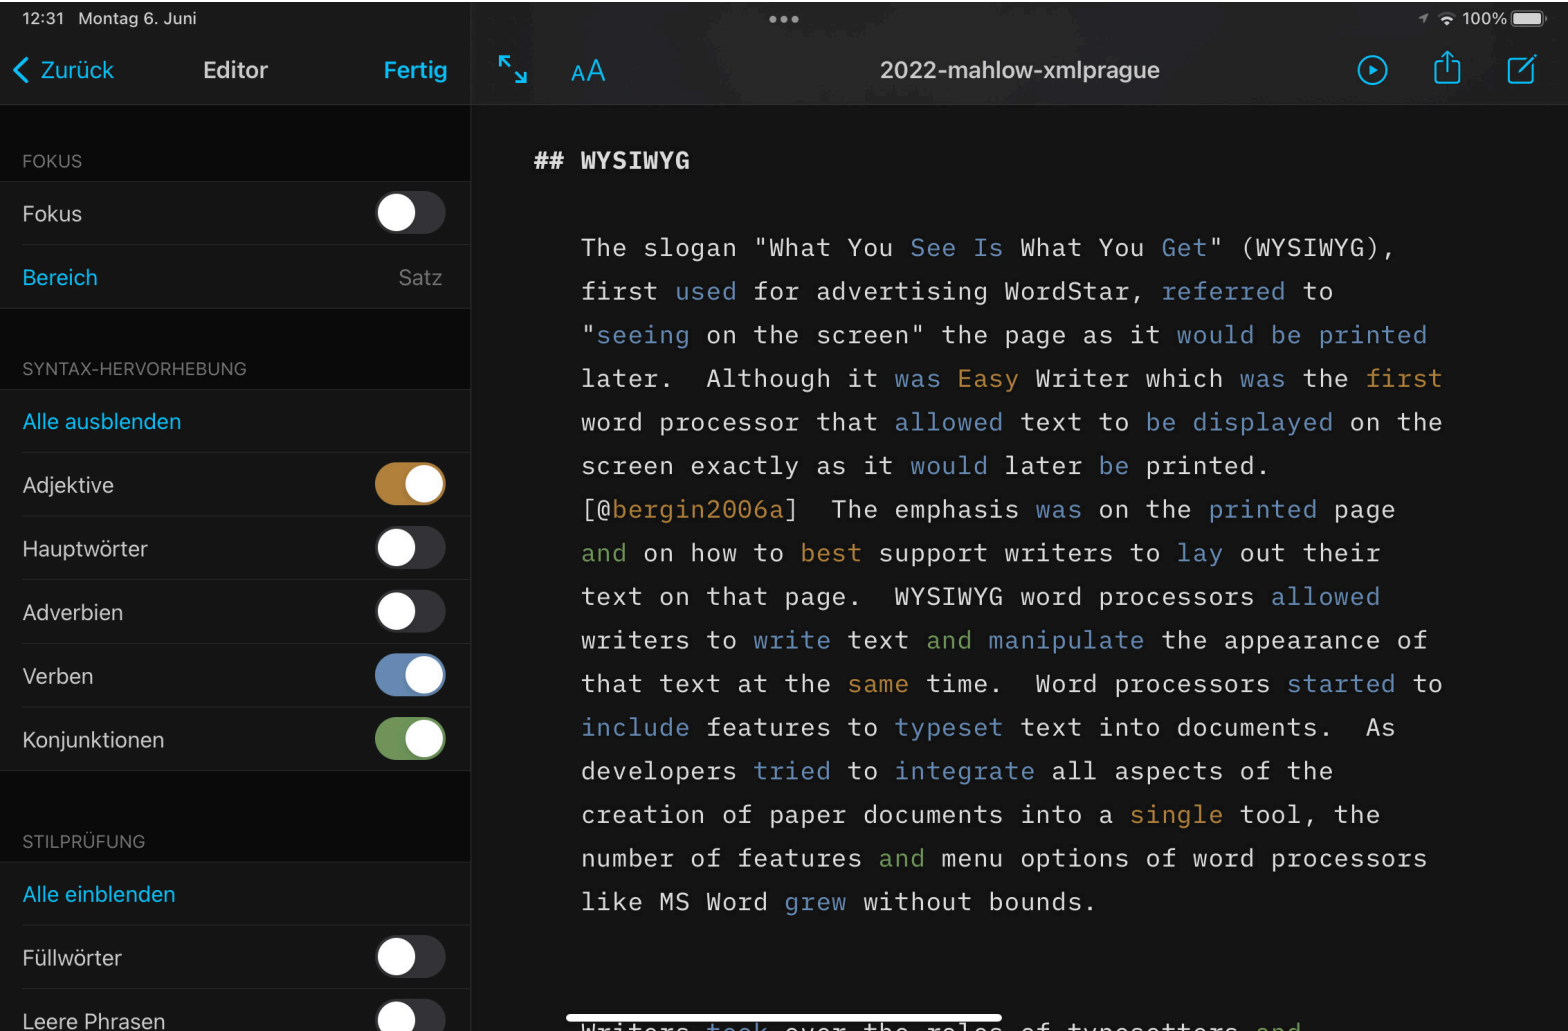 12:31 Montag 6. Juni
100%
Zurück
Editor
Fertig
AA
2022-mahlow-xmlprague
FOKUS
Fokus
Bereich
Satz
SYNTAX-HERVORHEBUNG
Alle ausblenden
Adjektive
Hauptwörter
Adverbien
Verben
Konjunktionen
STILPRÜFUNG
Alle einblenden
Füllwörter
Leere Phrasen
## WYSIWYG
The slogan "What You See Is What You Get" (WYSIWYG),
first used for advertising WordStar, referred to
"seeing on the screen" the page as it would be printed
later.  Although it was Easy Writer which was the first
word processor that allowed text to be displayed on the
screen exactly as it would later be printed.
[@bergin2006a]  The emphasis was on the printed page
and on how to best support writers to lay out their
text on that page.  WYSIWYG word processors allowed
writers to write text and manipulate the appearance of
that text at the same time.  Word processors started to
include features to typeset text into documents.  As
developers tried to integrate all aspects of the
creation of paper documents into a single tool, the
number of features and menu options of word processors
like MS Word grew without bounds.
Writers took over the roles of typesetters and